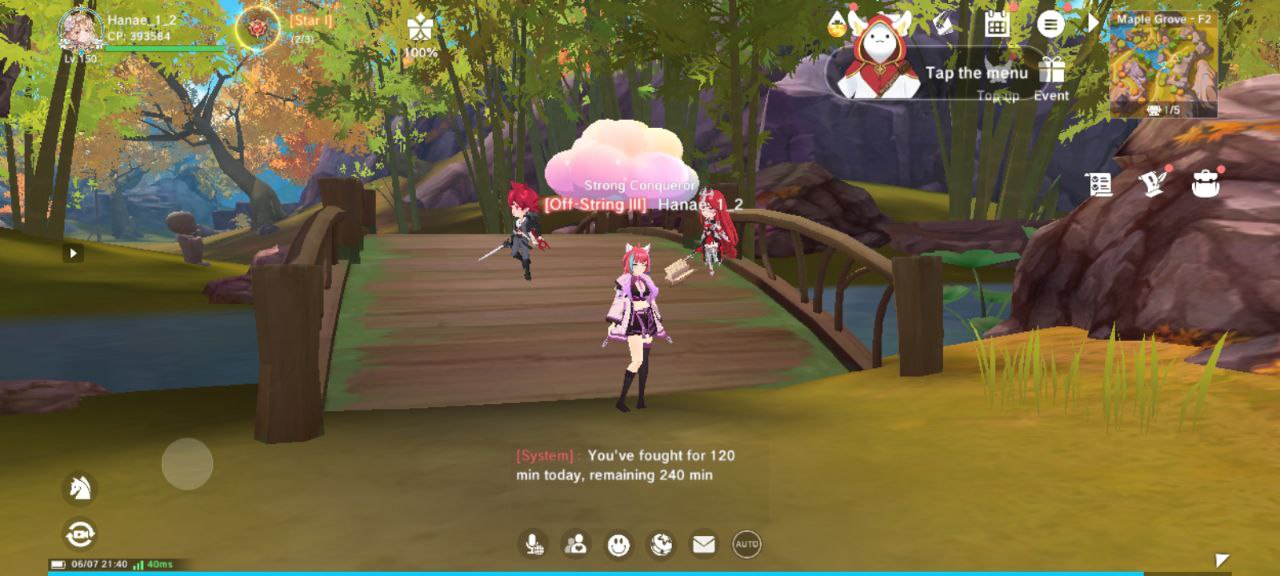 Hanae_1_2
CP: 393584
Lv.150
[Star I]
(2/3)
100%
Tap the menu
Top up
Event
Maple Grove - F2
1/5
Strong Conqueror
[Off-String III] Hanae_1_2
[System] : You've fought for 120
min today, remaining 240 min
AUTO
06/07 21:40
40ms